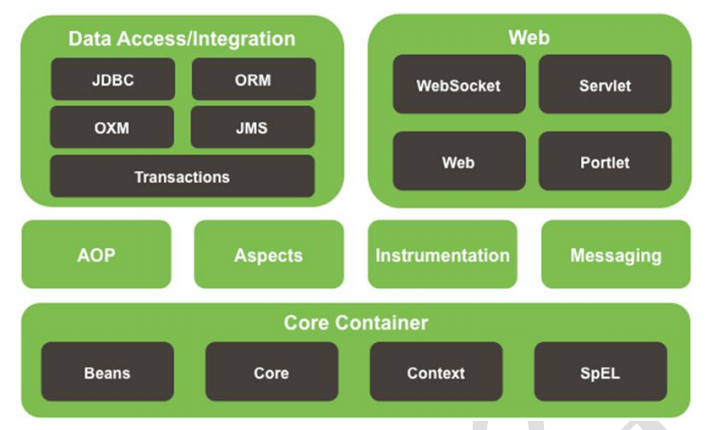 Data Access/Integration
JDBC
ORM
OXM
JMS
Transactions
Web
WebSocket
Servlet
Web
Portlet
AOP
Aspects
Instrumentation
Messaging
Core Container
Beans
Core
Context
SpEL